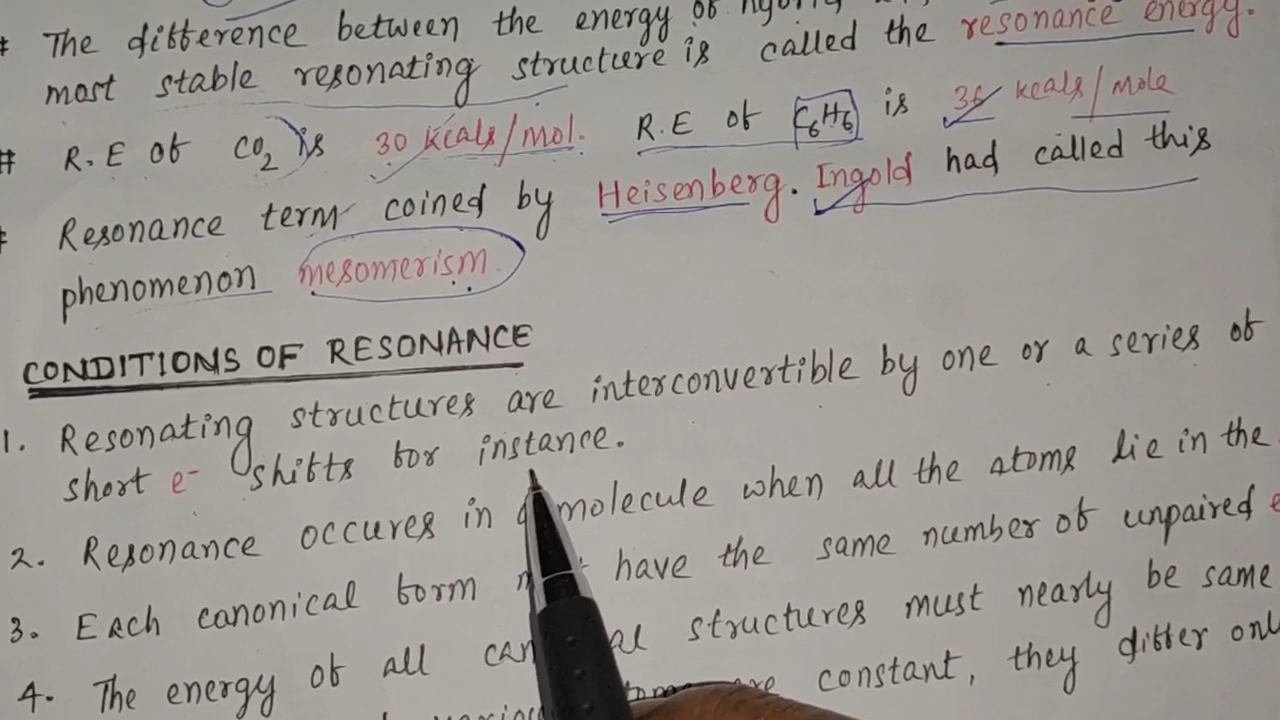 # The difference between the energy of
most stable resonating structure is called the resonance energy.
# R.E of CO2 is 30 kcals/mol. R.E of C6H6 is 36 kcals/mole
# Resonance term coined by Heisenberg. Ingold had called this
phenomenon mesomerism
CONDITIONS OF RESONANCE
1. Resonating structures are interconvertible by one or a series of
short e- shifts for instance.
2. Resonance occures in molecule when all the atoms lie in the
3. Each canonical form have the same number of unpaired e
4. The energy of all structures must nearly be same
constant, they differ only